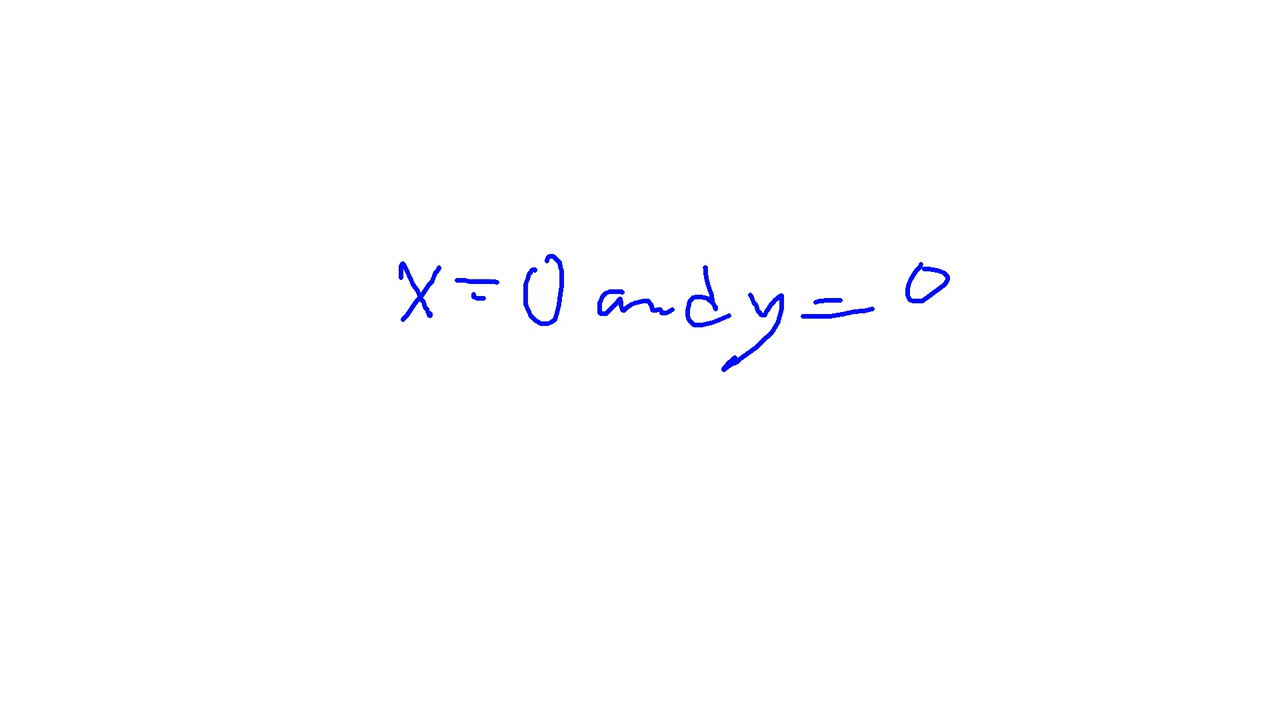 x = 0 and y = 0